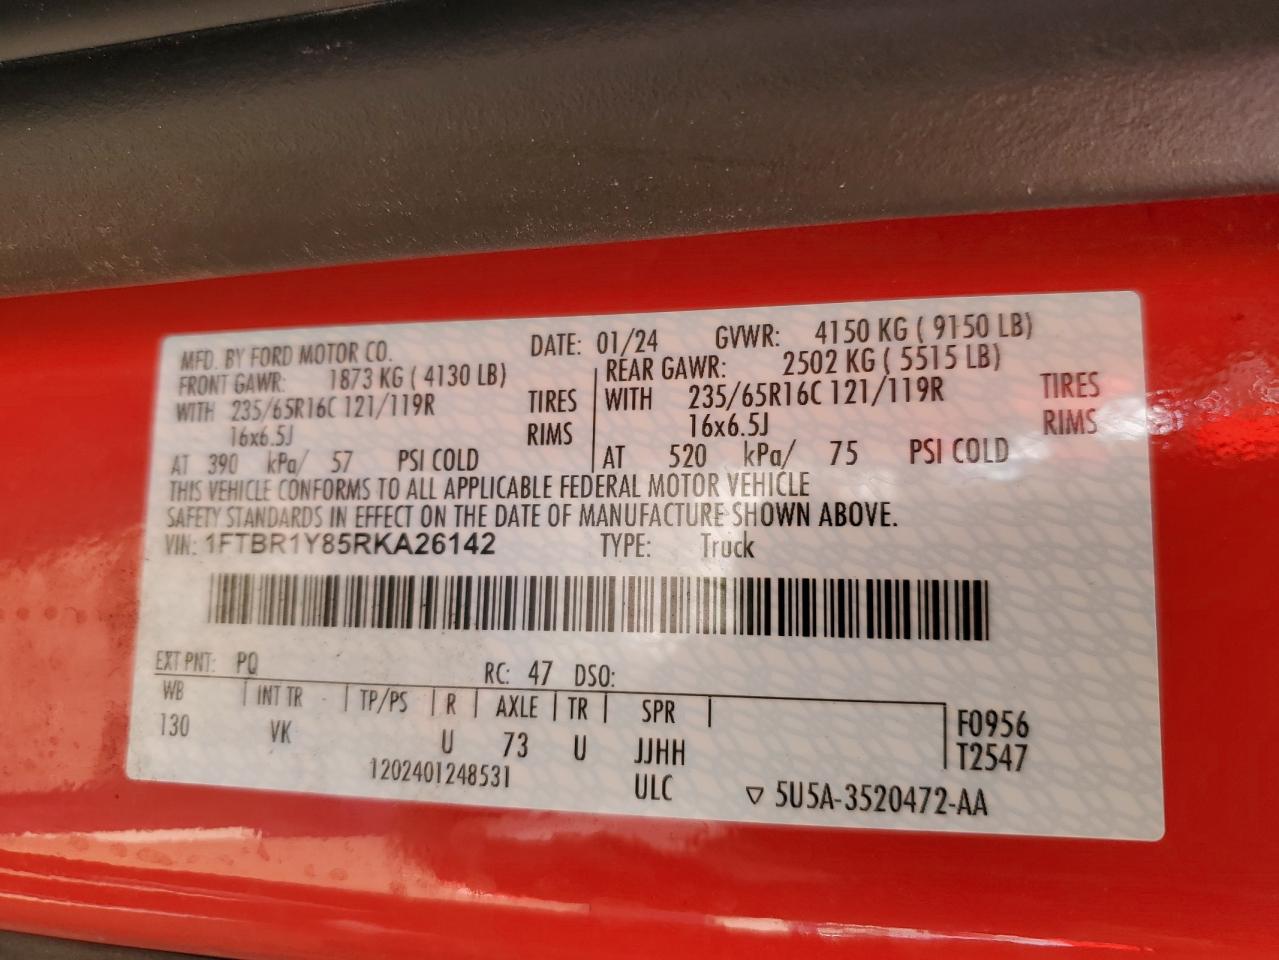 MFD. BY FORD MOTOR CO. DATE: 01/24 GVWR: 4150 KG ( 9150 LB)
FRONT GAWR: 1873 KG ( 4130 LB) REAR GAWR: 2502 KG ( 5515 LB)
WITH 235/65R16C 121/119R TIRES WITH 235/65R16C 121/119R TIRES
16x6.5J RIMS 16x6.5J RIMS
AT 390 kPa/ 57 PSI COLD AT 520 kPa/ 75 PSI COLD
THIS VEHICLE CONFORMS TO ALL APPLICABLE FEDERAL MOTOR VEHICLE
SAFETY STANDARDS IN EFFECT ON THE DATE OF MANUFACTURE SHOWN ABOVE.
VIN: 1FTBR1Y85RKA26142 TYPE: Truck
EXT PNT: PQ RC: 47 DSO:
WB INT TR TP/PS R AXLE TR SPR F0956
130 VK U 73 U JJHH T2547
1202401248531 ULC ▽ 5U5A-3520472-AA